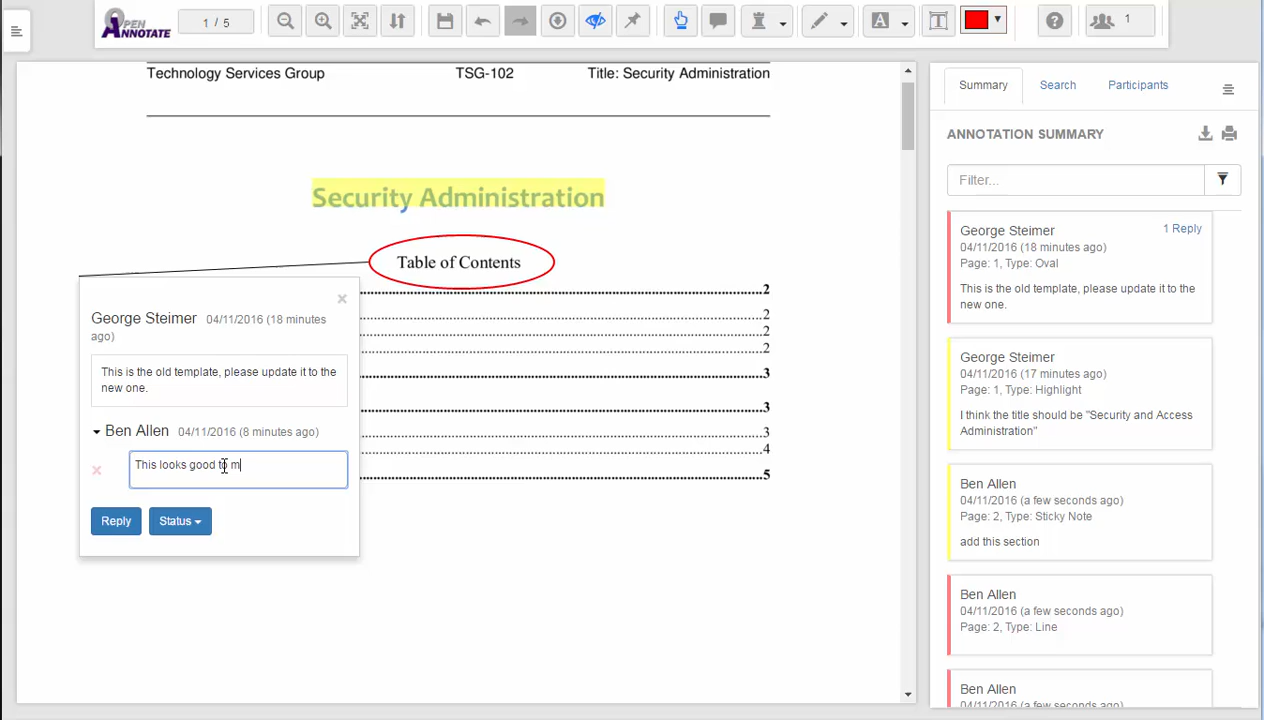 OPEN ANNOTATE
1 / 5
A
T
?
1
Technology Services Group TSG-102 Title: Security Administration
Security Administration
Table of Contents
2
2
2
2
3
3
3
4
5
×
George Steimer 04/11/2016 (18 minutes
ago)
This is the old template, please update it to the
new one.
Ben Allen 04/11/2016 (8 minutes ago)
×
This looks good to m
Reply Status
Summary Search Participants
ANNOTATION SUMMARY
Filter...
George Steimer 1 Reply
04/11/2016 (18 minutes ago)
Page: 1, Type: Oval
This is the old template, please update it to the
new one.
George Steimer
04/11/2016 (17 minutes ago)
Page: 1, Type: Highlight
I think the title should be "Security and Access
Administration"
Ben Allen
04/11/2016 (a few seconds ago)
Page: 2, Type: Sticky Note
add this section
Ben Allen
04/11/2016 (a few seconds ago)
Page: 2, Type: Line
Ben Allen
04/11/2016 (a few seconds ago)